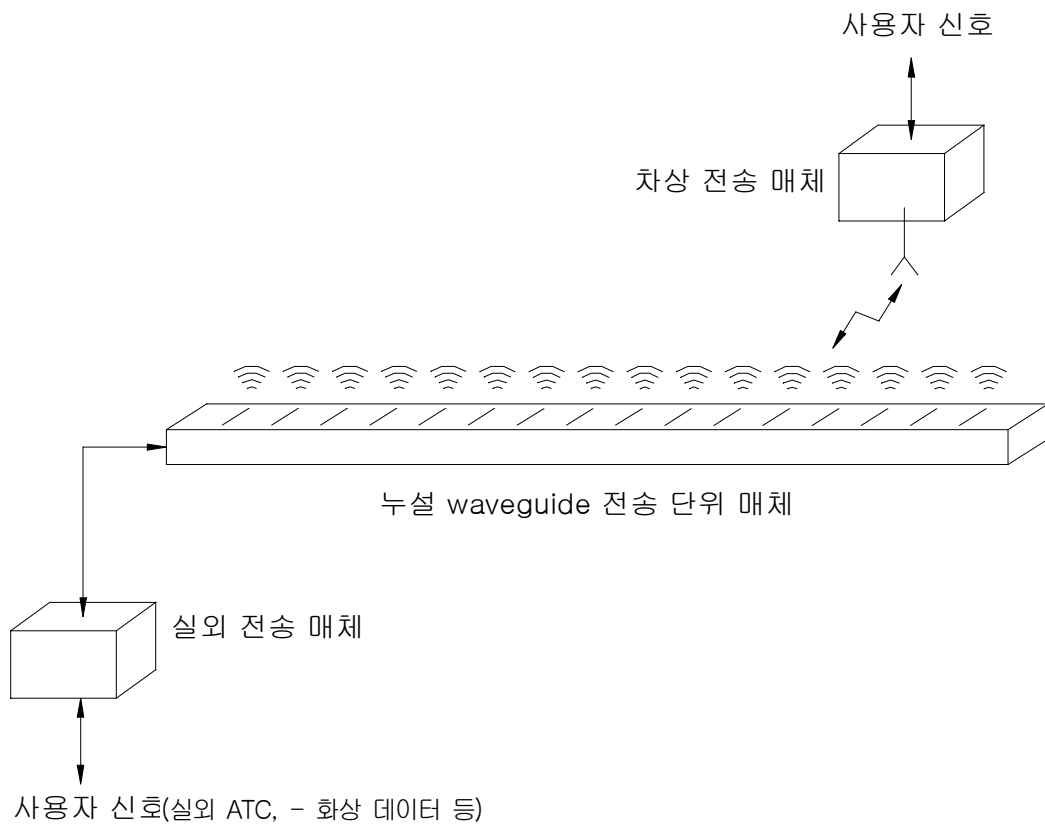 사용자 신호
차상 전송 매체
누설 waveguide 전송 단위 매체
실외 전송 매체
사용자 신호(실외 ATC, - 화상 데이터 등)